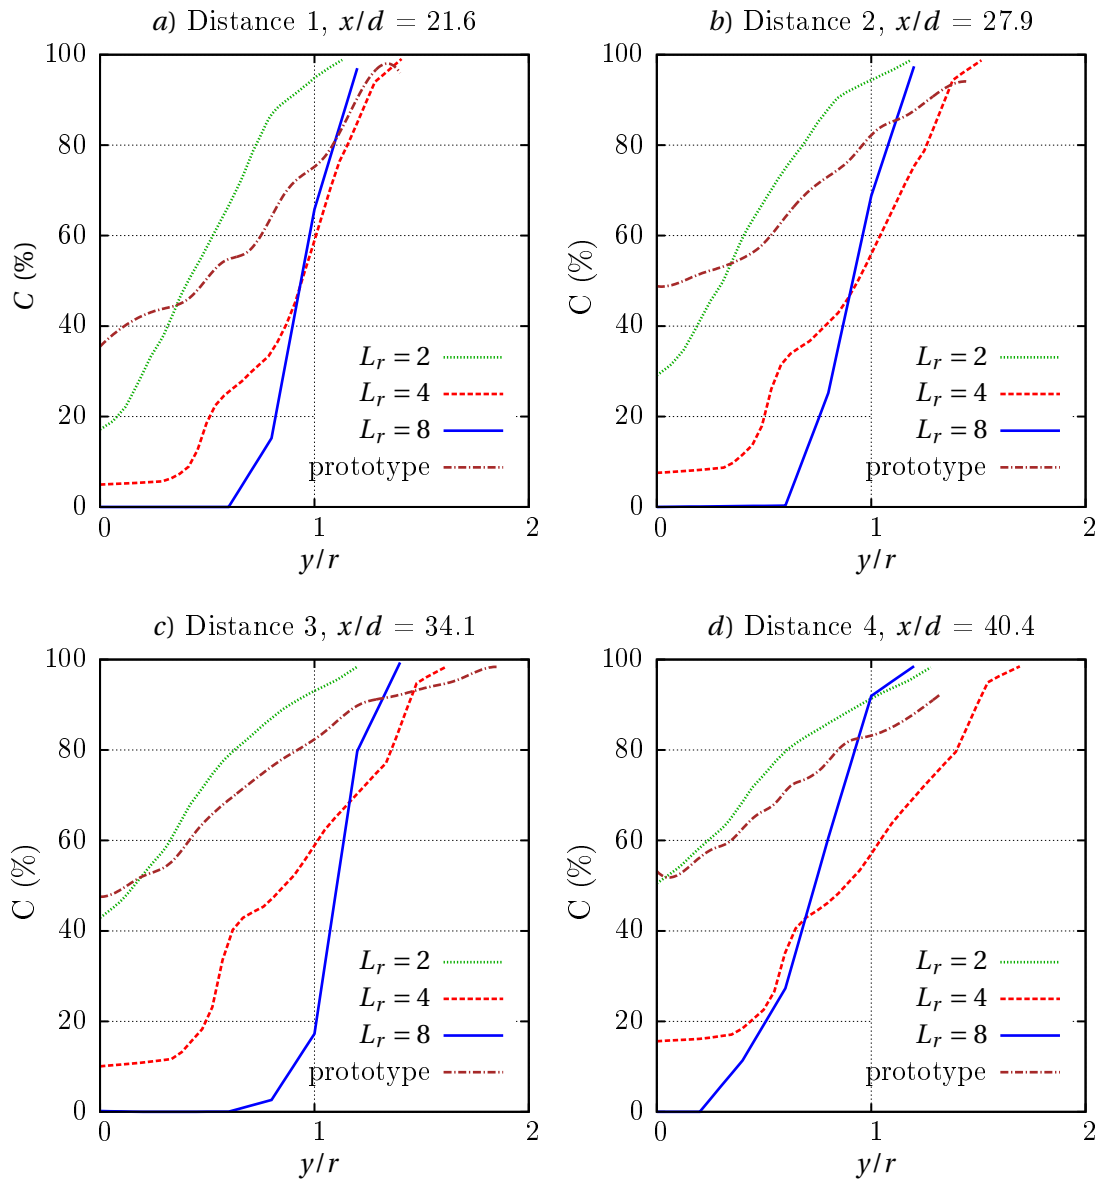 a) Distance 1, x/d = 21.6
100
80
60
40
20
0
C (%)
L_r = 2
L_r = 4
L_r = 8
prototype
0 1 2
y/r
b) Distance 2, x/d = 27.9
100
80
60
40
20
0
C (%)
L_r = 2
L_r = 4
L_r = 8
prototype
0 1 2
y/r
c) Distance 3, x/d = 34.1
100
80
60
40
20
0
C (%)
L_r = 2
L_r = 4
L_r = 8
prototype
0 1 2
y/r
d) Distance 4, x/d = 40.4
100
80
60
40
20
0
C (%)
L_r = 2
L_r = 4
L_r = 8
prototype
0 1 2
y/r